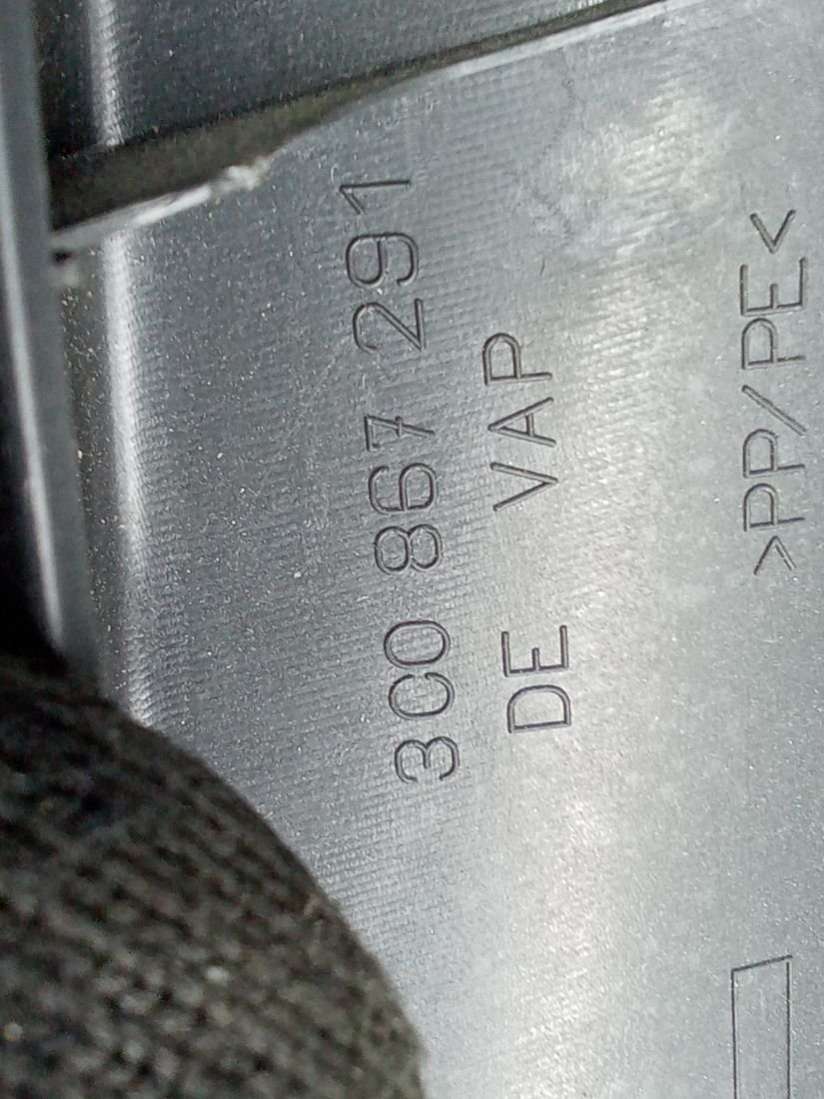 3C0 867 291
DE VAP
>PP/PE<